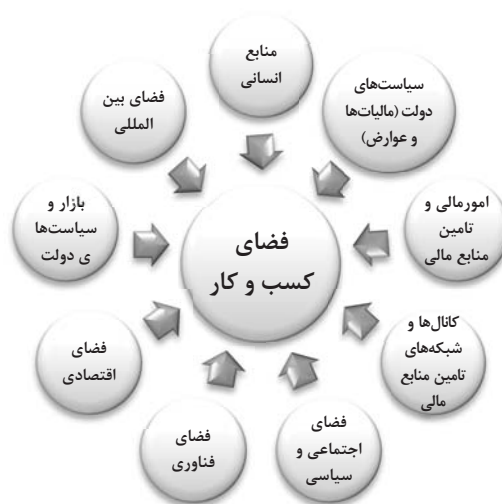 منابع
انسانی
سیاست‌های
دولت (مالیات‌ها
و عوارض)
امورمالی و
تامین
منابع مالی
کانال‌ها و
شبکه‌های
تامین منابع
مالی
فضای
اجتماعی و
سیاسی
فضای
فناوری
فضای
اقتصادی
بازار و
سیاست‌ها
ی دولت
فضای بین
المللی
فضای
کسب و کار